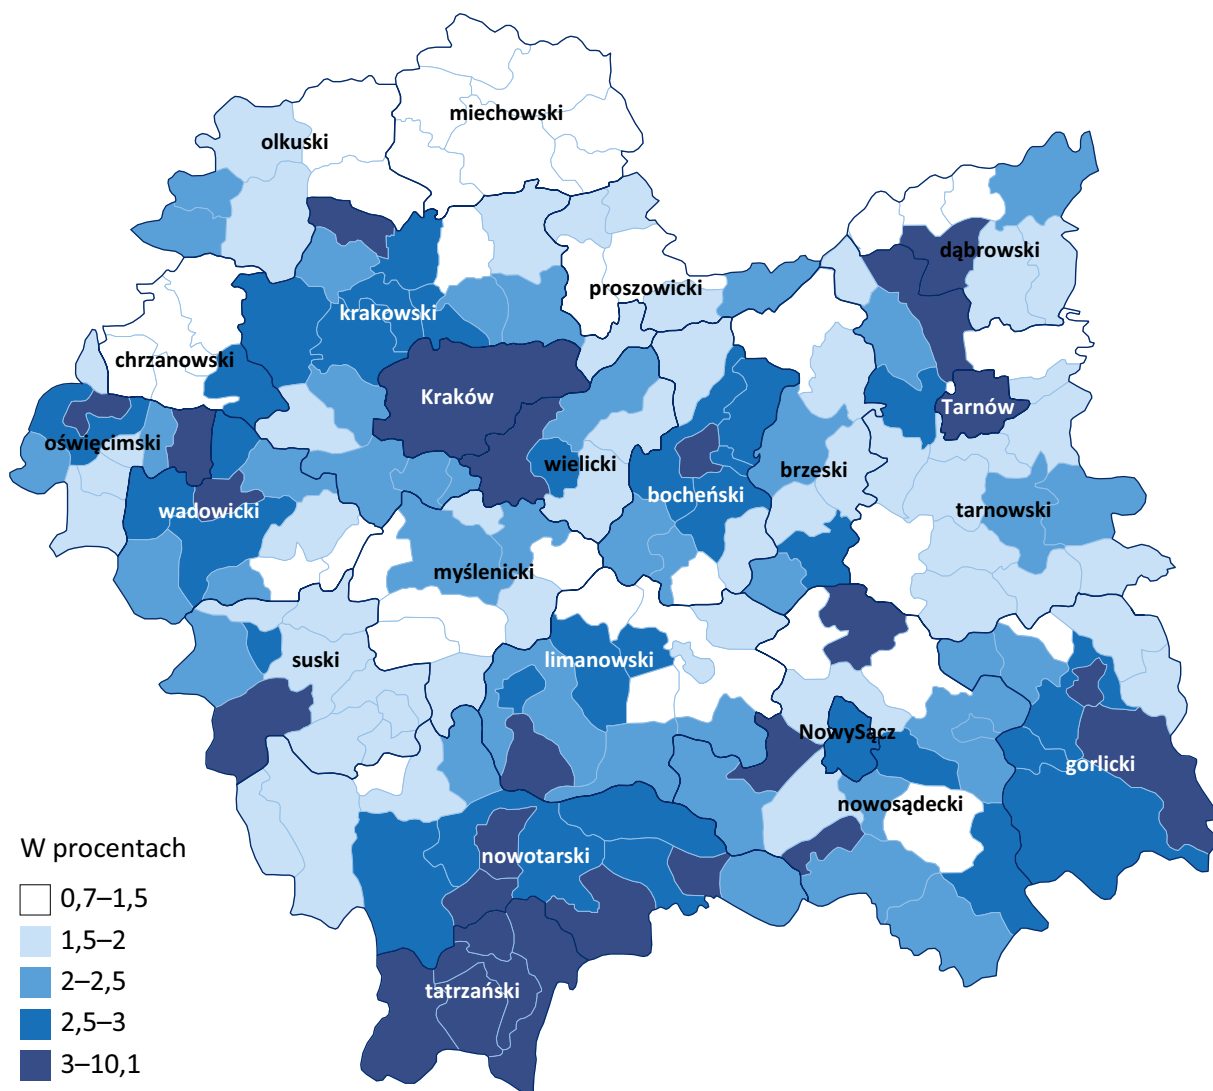 miechowski
olkuski
dąbrowski
proszowicki
krakowski
chrzanowski
Kraków
Tarnów
oświęcimski
wielicki
brzeski
bocheński
wadowicki
tarnowski
myślenicki
suski
limanowski
NowySącz
gorlicki
nowosądecki
nowotarski
tatrzański
W procentach
0,7–1,5
1,5–2
2–2,5
2,5–3
3–10,1